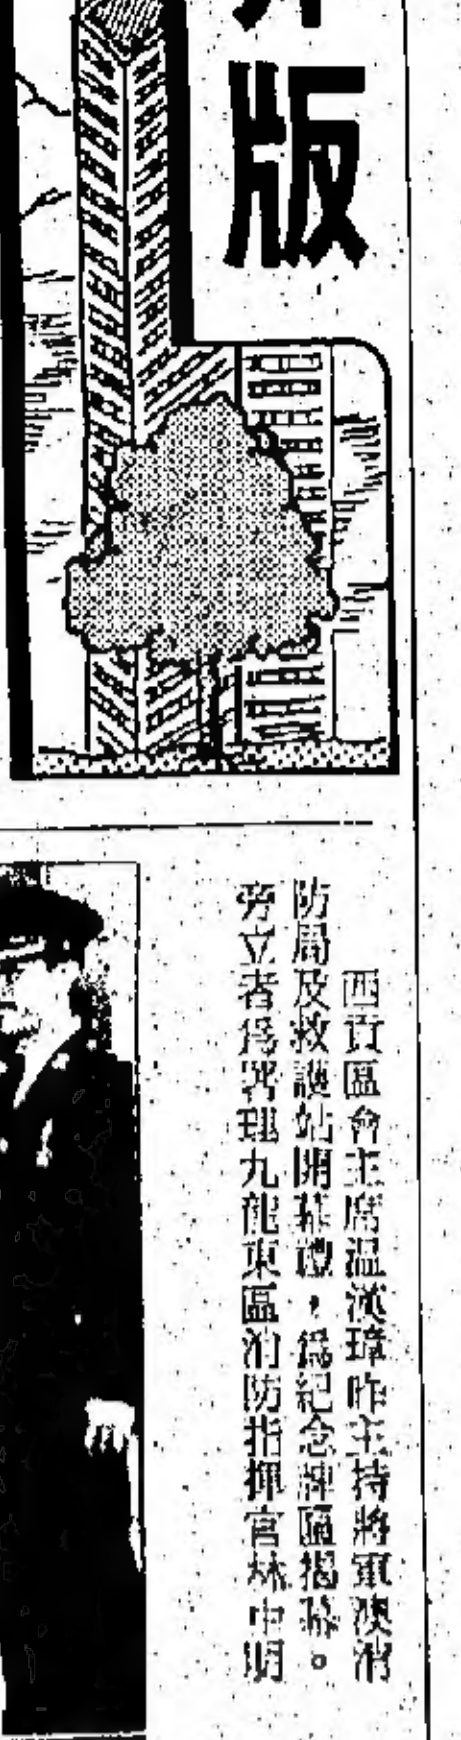 版
西貢區會主席温璋昨主持將軍澳消
防局及救護站開幕禮，爲紀念牌匾揭幕。
旁立者爲署理九龍東區消防指揮官林中明